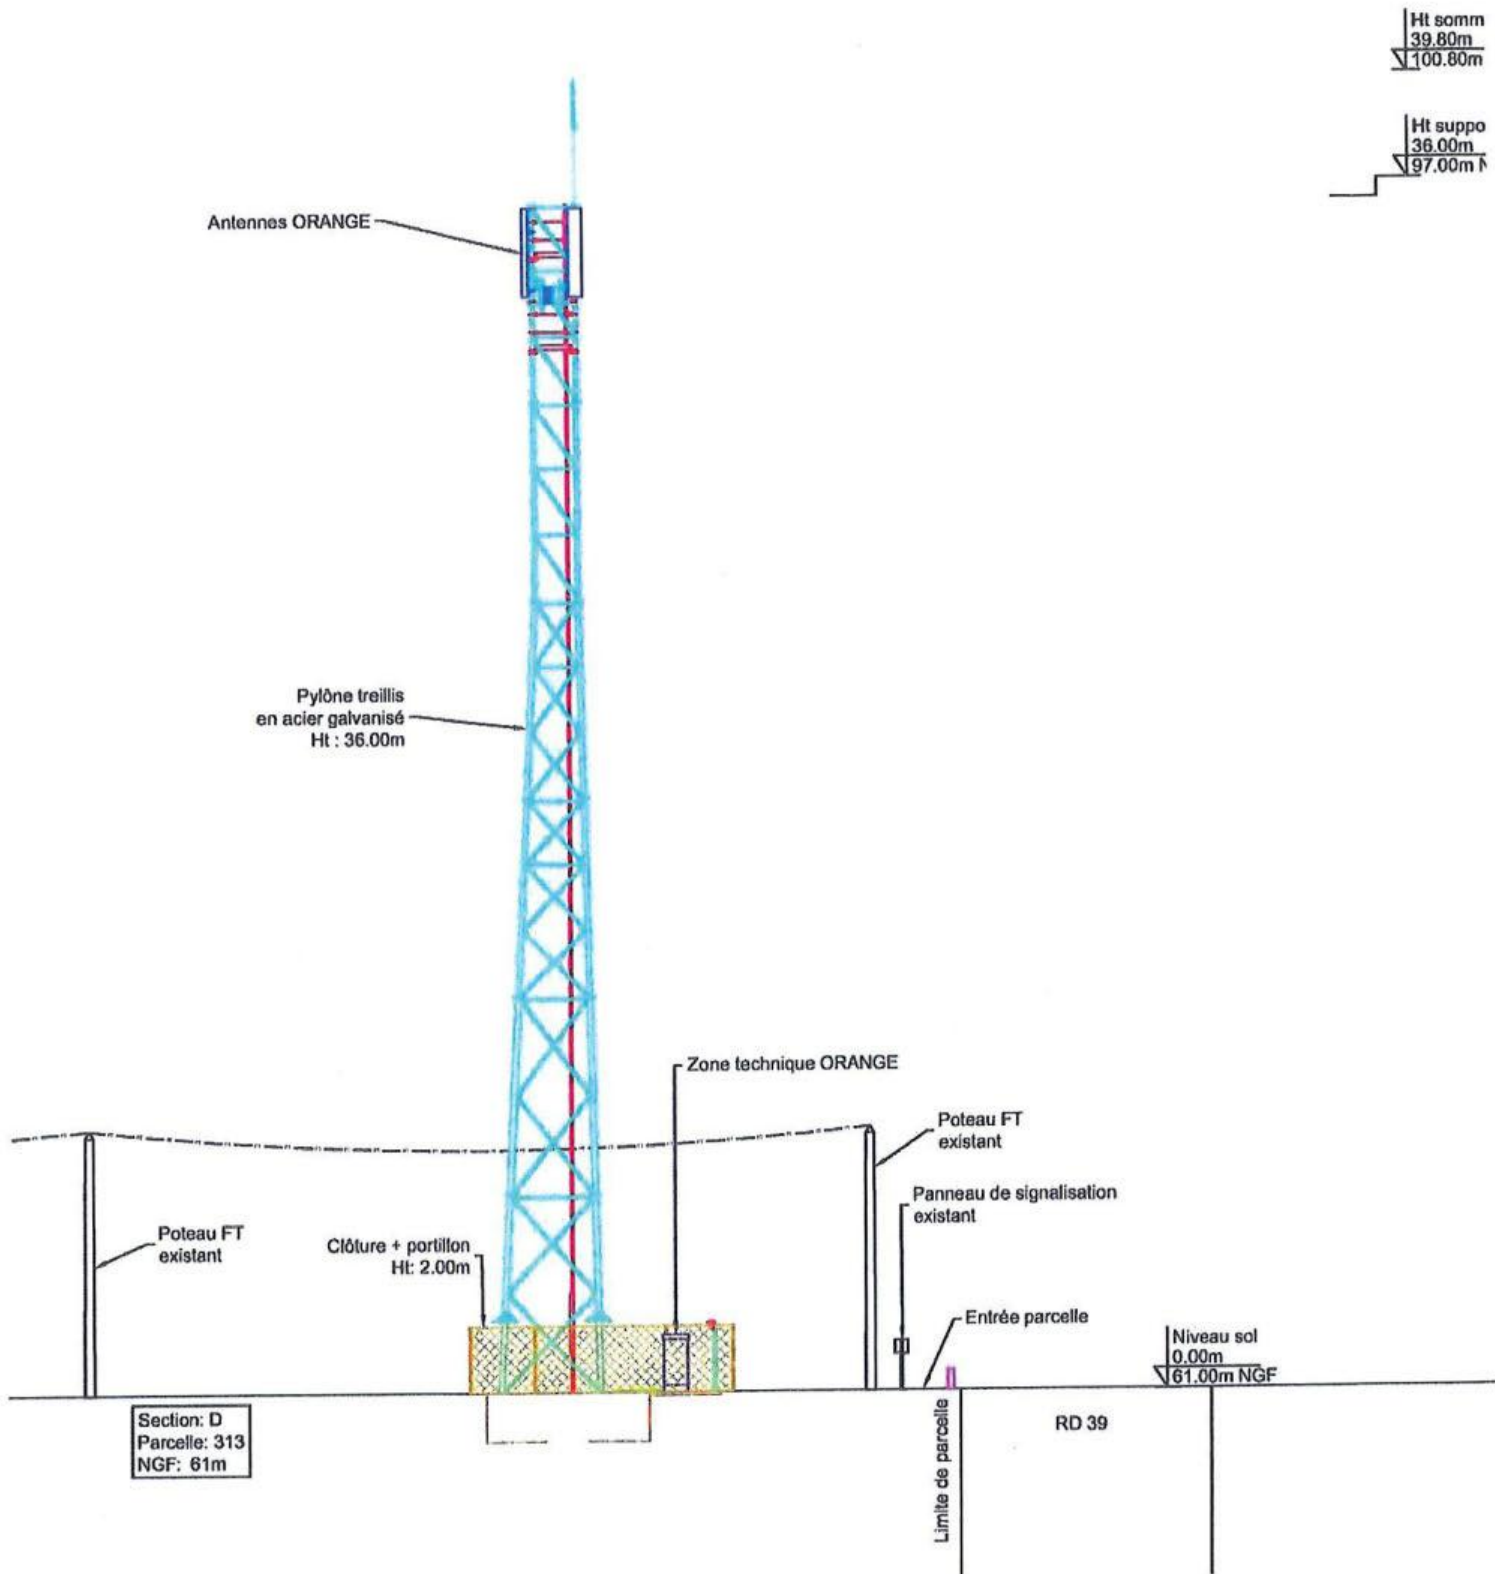 Ht somm
39.80m
100.80m
Ht suppo
36.00m
97.00m N
Antennes ORANGE
Pylône treillis
en acier galvanisé
Ht : 36.00m
Zone technique ORANGE
Poteau FT
existant
Panneau de signalisation
existant
Poteau FT
existant
Clôture + portillon
Ht: 2.00m
Entrée parcelle
Niveau sol
0.00m
61.00m NGF
Section: D
Parcelle: 313
NGF: 61m
Limite de parcelle
RD 39